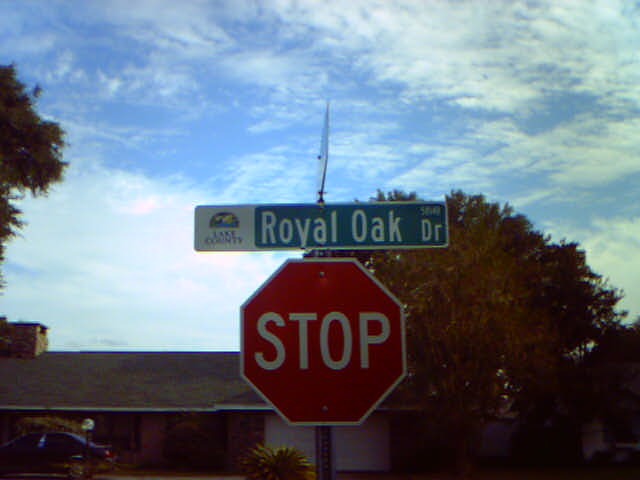 LAKE
COUNTY
Royal Oak Dr
STOP